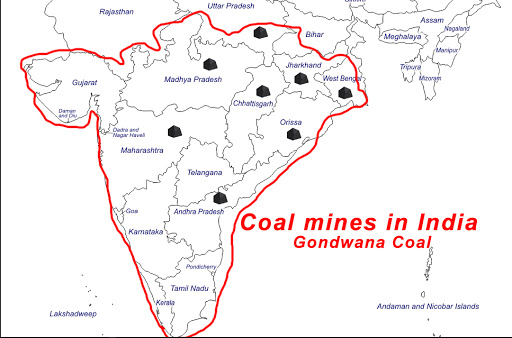 Uttar Pradesh
Rajasthan
Assam
Nagaland
Bihar
Meghalaya
Manipur
Jharkhand
Tripura
Mizoram
West Bengal
Gujarat
Madhya Pradesh
Chhattisgarh
Daman
and Diu
Orissa
Dadra and
Nagar Haveli
Maharashtra
Telangana
Goa
Andhra Pradesh
Coal mines in India
Karnataka
Gondwana Coal
Pondicherry
Tamil Nadu
Kerala
Andaman and Nicobar Islands
Lakshadweep